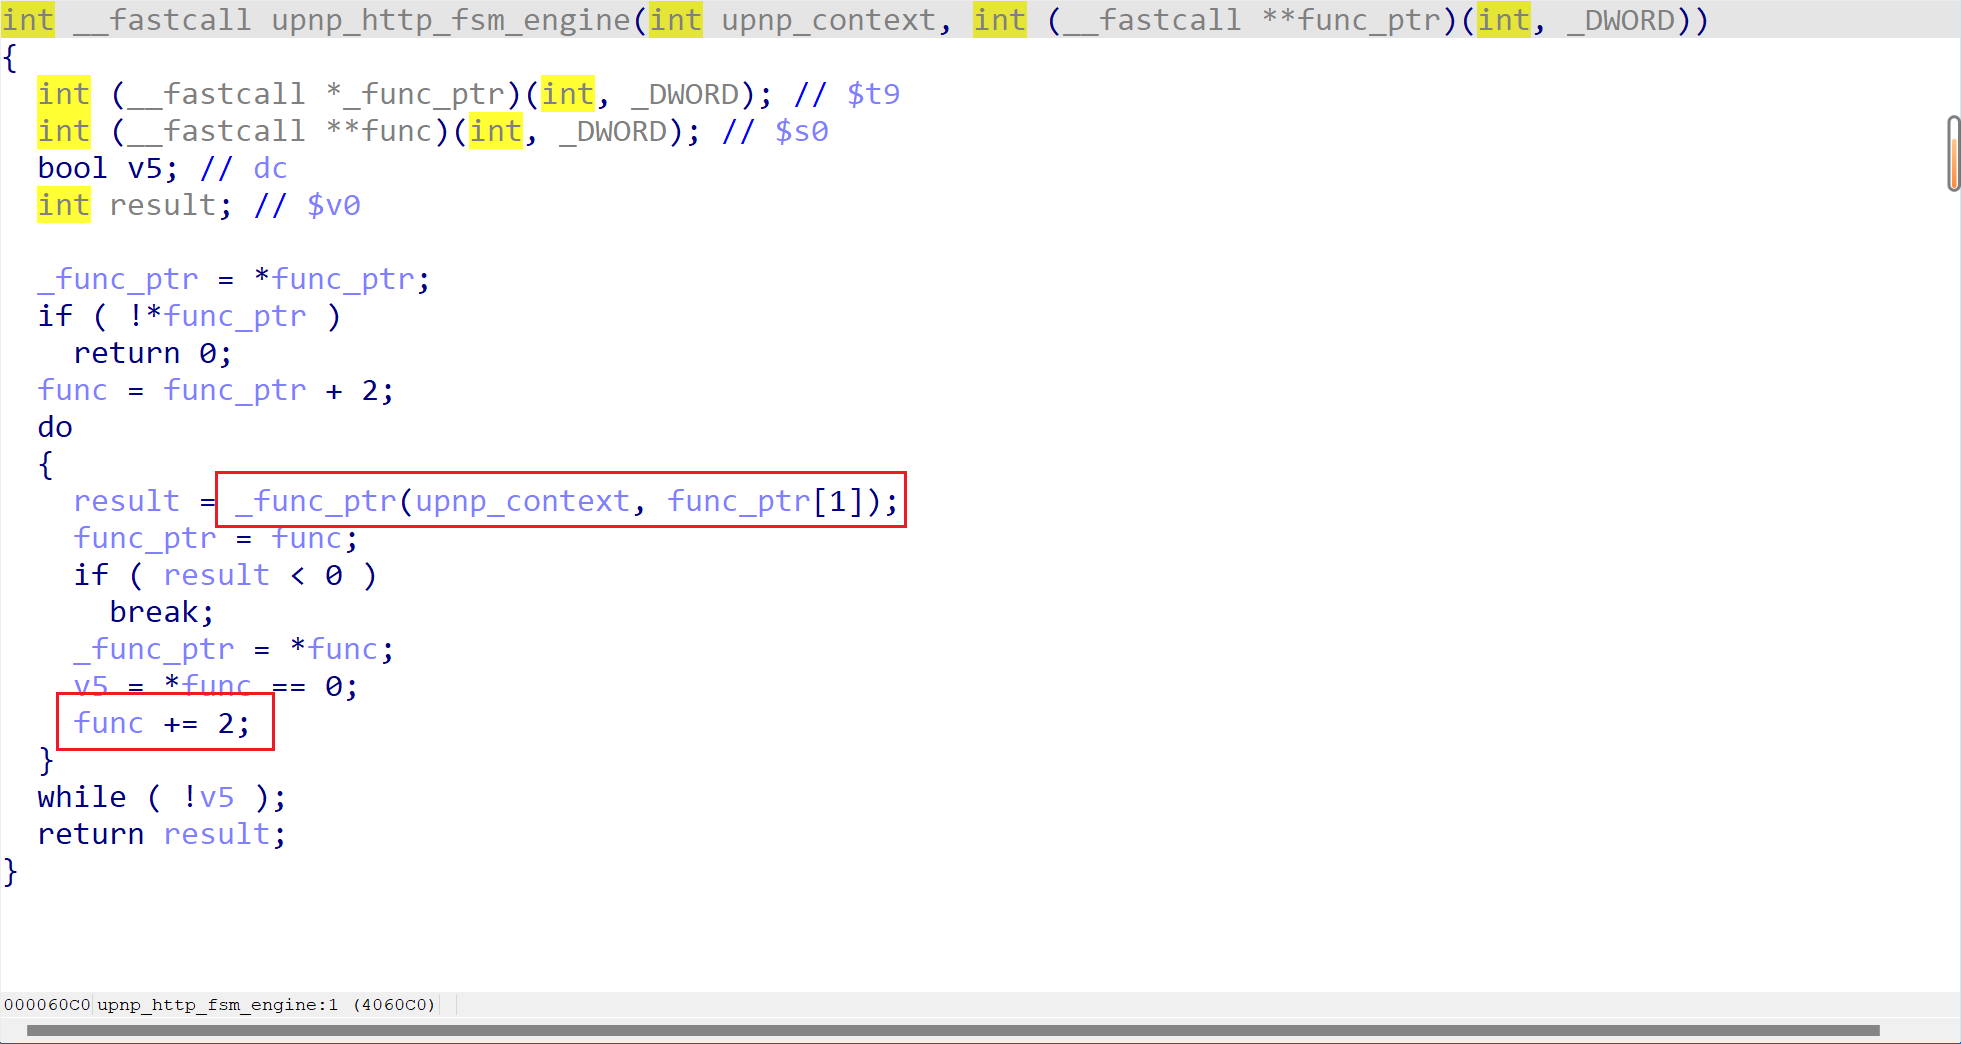 int __fastcall upnp_http_fsm_engine(int upnp_context, int (__fastcall **func_ptr)(int, _DWORD))
{
  int (__fastcall *_func_ptr)(int, _DWORD); // $t9
  int (__fastcall **func)(int, _DWORD); // $s0
  bool v5; // dc
  int result; // $v0

  _func_ptr = *func_ptr;
  if ( !*func_ptr )
    return 0;
  func = func_ptr + 2;
  do
  {
    result = _func_ptr(upnp_context, func_ptr[1]);
    func_ptr = func;
    if ( result < 0 )
      break;
    _func_ptr = *func;
    v5 = *func == 0;
    func += 2;
  }
  while ( !v5 );
  return result;
}
000060C0 upnp_http_fsm_engine:1 (4060C0)